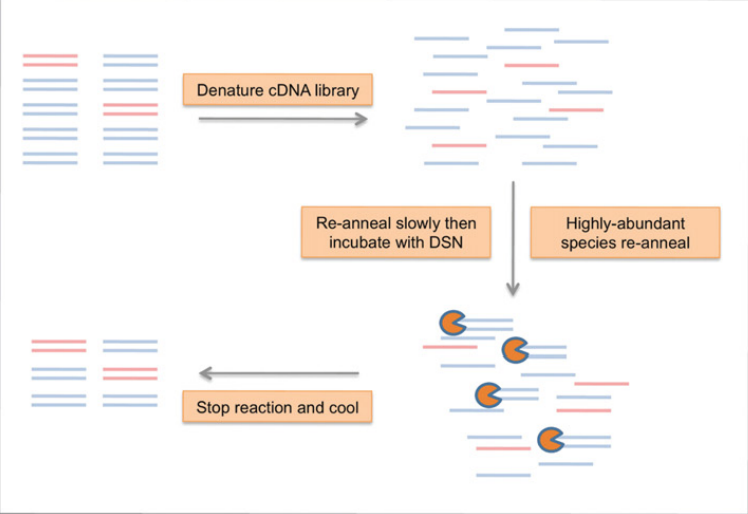 Denature cDNA library
Re-anneal slowly then
incubate with DSN
Highly-abundant
species re-anneal
Stop reaction and cool